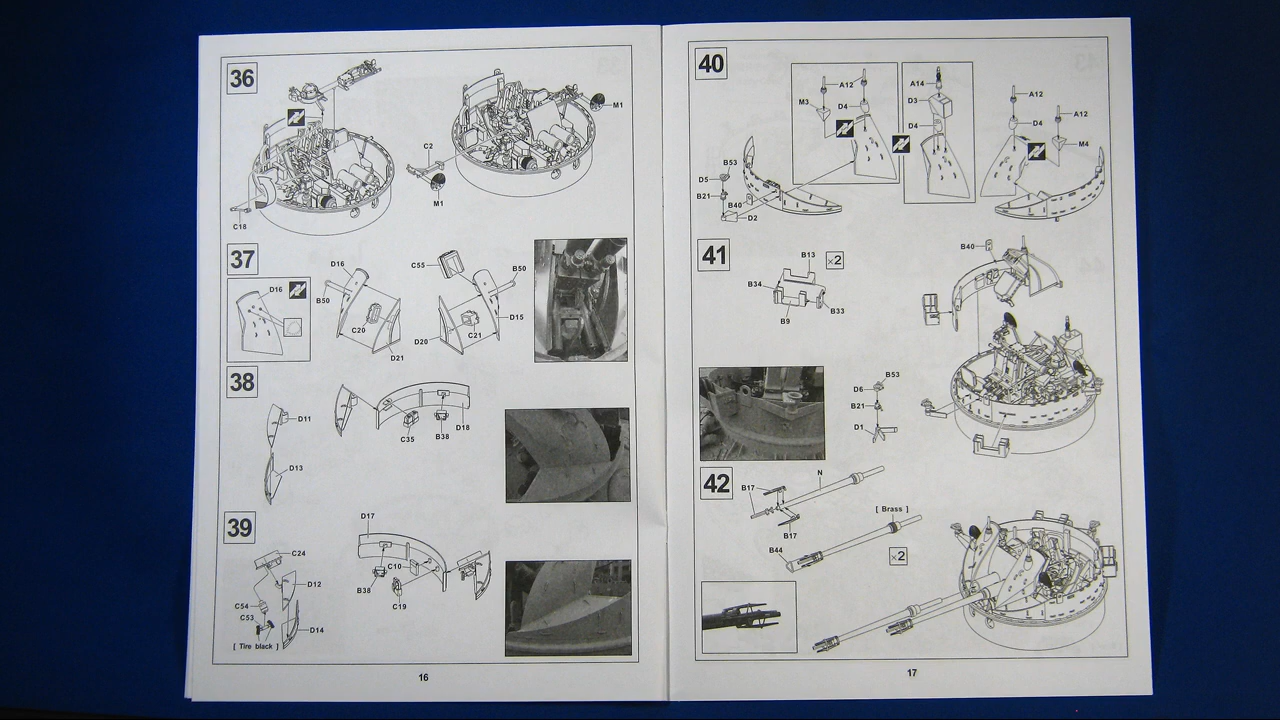 36
M1
C2
M1
C18
37
D16
D16
B50
C20
D21
C55
B50
D15
C21
D20
38
D11
D13
C35
B38
D18
39
D17
C24
D12
C54
C53
D14
[ Tire black ]
B38
C10
C19
16
40
A12
M3
D4
A14
D3
D4
A12
D4
A12
M4
B53
D5
B21
B40
D2
41
B13
×2
B34
B9
B33
B40
B53
D6
B21
D1
42
N
B17
B17
[ Brass ]
B44
×2
17